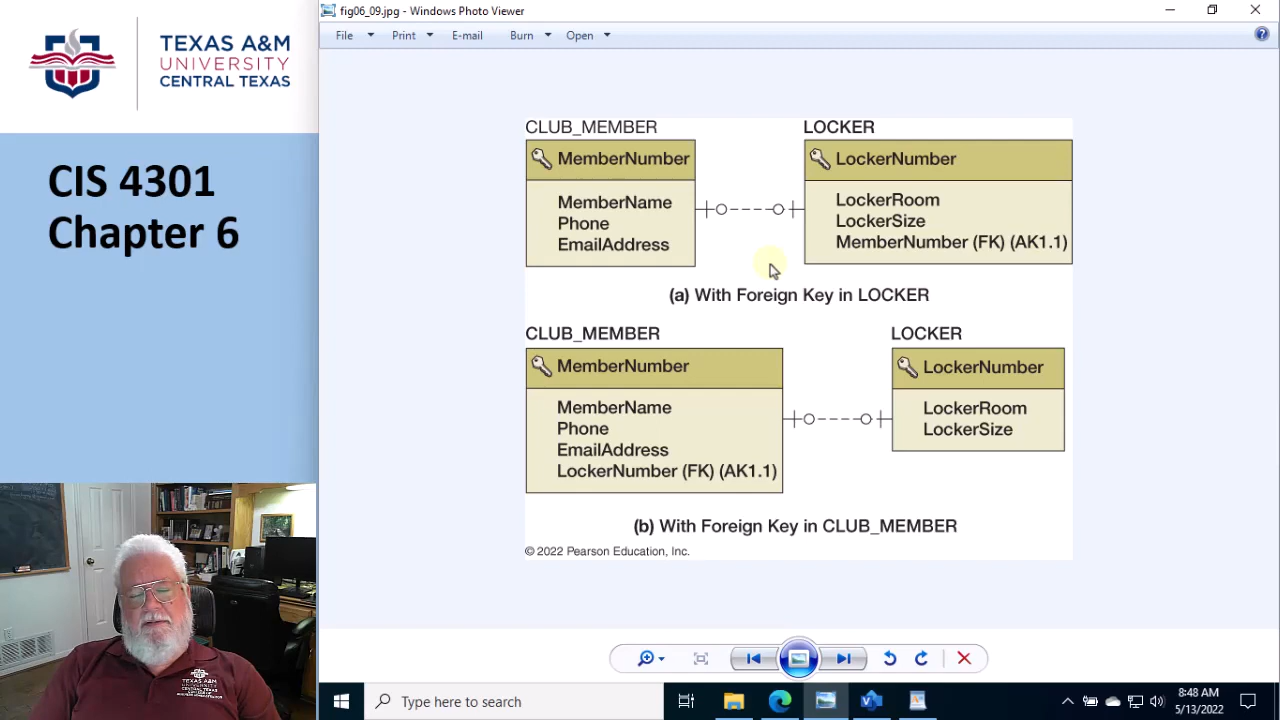 TEXAS A&M
UNIVERSITY
CENTRAL TEXAS
CIS 4301
Chapter 6
fig06_09.jpg - Windows Photo Viewer
File Print E-mail Burn Open
CLUB_MEMBER
MemberNumber
MemberName
Phone
EmailAddress
LOCKER
LockerNumber
LockerRoom
LockerSize
MemberNumber (FK) (AK1.1)
(a) With Foreign Key in LOCKER
CLUB_MEMBER
MemberNumber
MemberName
Phone
EmailAddress
LockerNumber (FK) (AK1.1)
LOCKER
LockerNumber
LockerRoom
LockerSize
(b) With Foreign Key in CLUB_MEMBER
© 2022 Pearson Education, Inc.
Type here to search
8:48 AM
5/13/2022